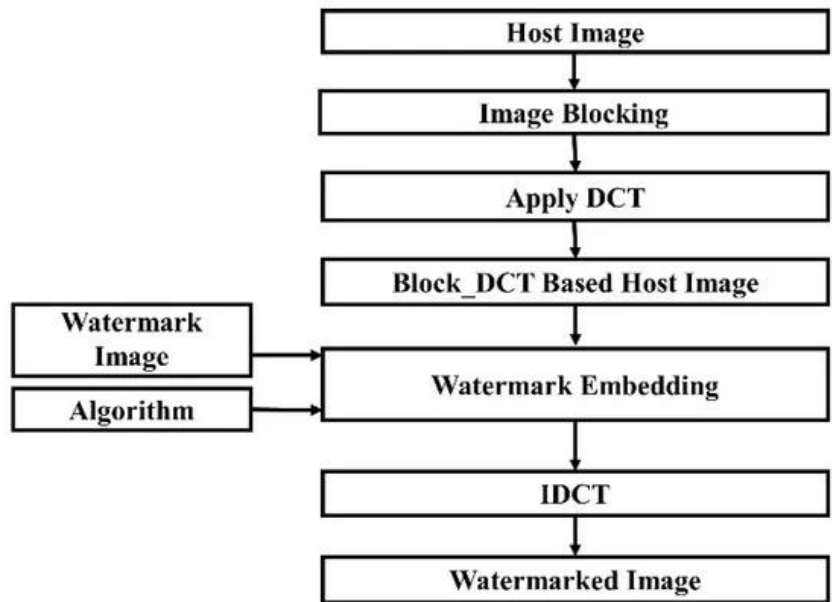 Host Image
Image Blocking
Apply DCT
Block_DCT Based Host Image
Watermark
Image
Watermark Embedding
Algorithm
IDCT
Watermarked Image